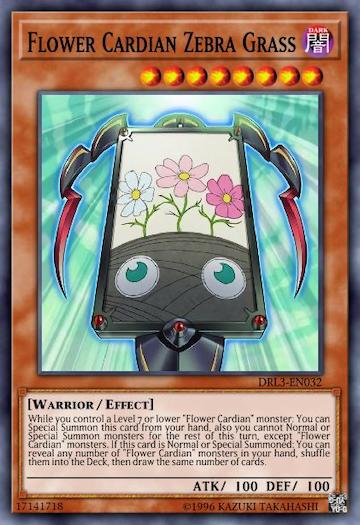 Flower Cardian Zebra Grass
DARK
闇
DRL3-EN032
[Warrior / Effect]
While you control a Level 7 or lower "Flower Cardian" monster: You can
Special Summon this card from your hand, also you cannot Normal or
Special Summon monsters for the rest of this turn, except "Flower
Cardian" monsters. If this card is Normal or Special Summoned: You can
reveal any number of "Flower Cardian" monsters in your hand, shuffle
them into the Deck, then draw the same number of cards.
ATK/ 100 DEF/ 100
17141718
©1996 KAZUKI TAKAHASHI